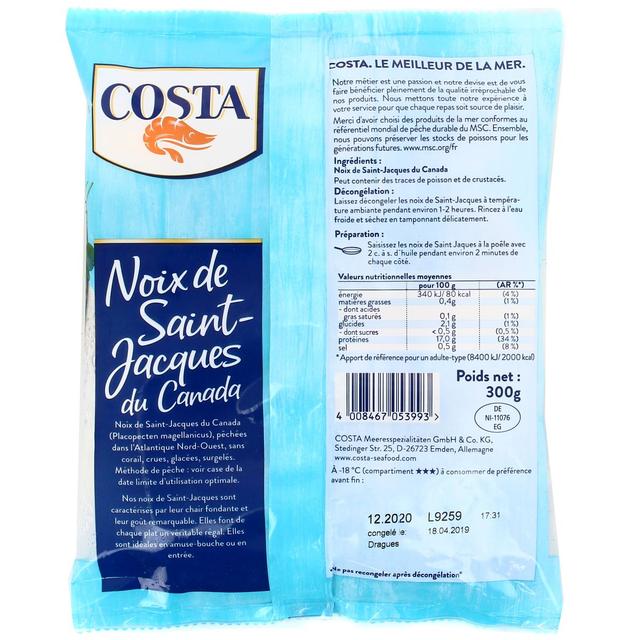 COSTA
Noix de
Saint-
Jacques
du Canada
Noix de Saint-Jacques du Canada
(Placopecten magellanicus), pêchées
dans l'Atlantique Nord-Ouest, sans
corail, crues, glacées, surgelés.
Méthode de pêche : voir case de la
date limite d'utilisation optimale.
Nos noix de Saint-Jacques sont
caractérisés par leur chair fondante et
leur goût remarquable. Elles font de
chaque plat un véritable régal. Elles
sont idéales en amuse-bouche ou en
entrée.
COSTA. LE MEILLEUR DE LA MER.
Notre métier est une passion et notre devise est de vous
faire bénéficier pleinement de la qualité irréprochable de
nos produits. Nous mettons toute notre expérience à
votre service pour que chaque repas soit source de plaisir.
Merci d'avoir choisi des produits de la mer conformes au
référentiel mondial de pêche durable du MSC. Ensemble,
nous pouvons préserver les stocks de poissons pour les
générations futures. www.msc.org/fr
Ingrédients :
Noix de Saint-Jacques du Canada
Peut contenir des traces de poisson et de crustacés.
Décongélation :
Laissez décongeler les noix de Saint-Jacques à tempéra-
ture ambiante pendant environ 1-2 heures. Rincez à l'eau
froide et séchez en tamponnant délicatement.
Préparation :
Saisissez les noix de Saint Jaques à la poêle avec
2 c. à s. d'huile pendant environ 2 minutes de
chaque côté.
Valeurs nutritionnelles moyennes
pour 100 g (AR %*)
énergie 340 kJ/ 80 kcal (4 %)
matières grasses 0,4g (1 %)
- dont acides
gras saturés 0,1 g (1 %)
glucides 2,1 g (1 %)
- dont sucres < 0,5 g (0,5 %)
protéines 17,0 g (34 %)
sel 0,5 g (8 %)
* Apport de référence pour un adulte-type (8400 kJ/2000 kcal)
4 008467 053993 >
Poids net :
300g
DE
NI-11076
EG
COSTA Meeresspezialitäten GmbH & Co. KG,
Stedinger Str. 25, D-26723 Emden, Allemagne
www.costa-seafood.com
À -18 °C (compartiment ★★★) à consommer de préférence
avant fin :
12.2020 L9259 17:31
congelé le: 18.04.2019
Dragues
*Ne pas recongeler après décongélation*